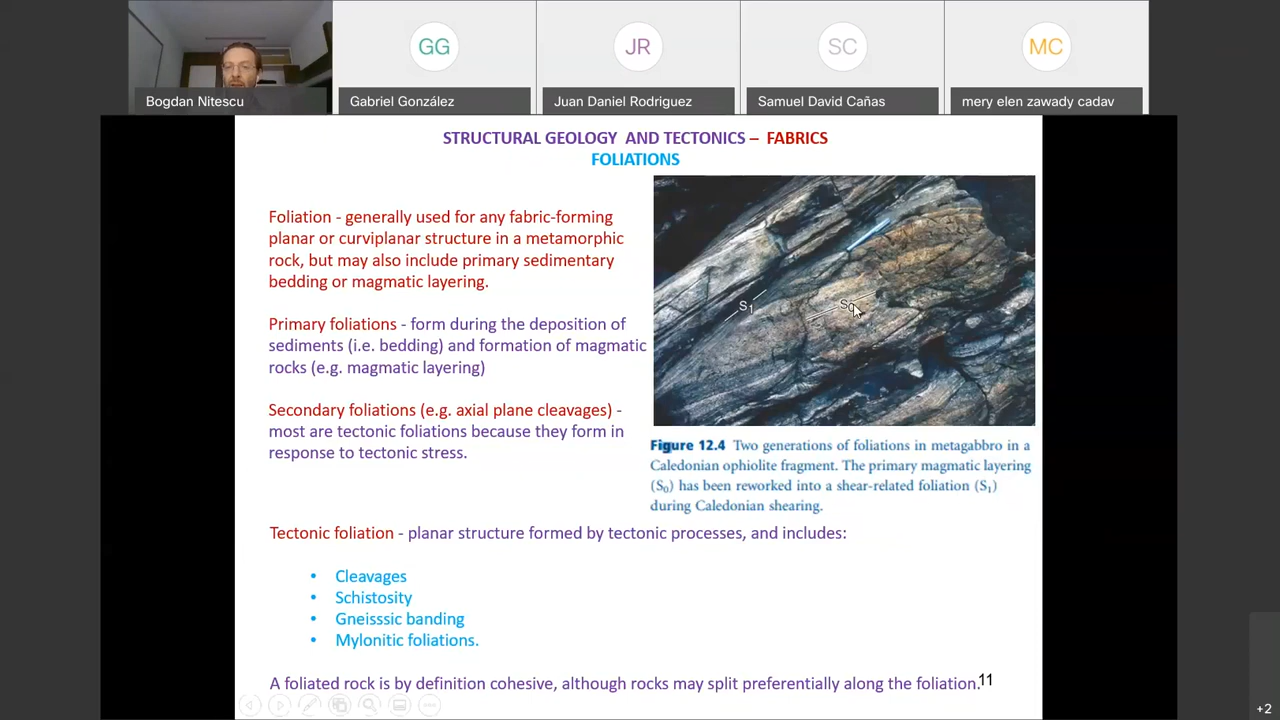 GG
JR
SC
MC
Bogdan Nitescu
Gabriel González
Juan Daniel Rodriguez
Samuel David Cañas
mery elen zawady cadav
STRUCTURAL GEOLOGY AND TECTONICS – FABRICS
FOLIATIONS
Foliation - generally used for any fabric-forming
planar or curviplanar structure in a metamorphic
rock, but may also include primary sedimentary
bedding or magmatic layering.
Primary foliations - form during the deposition of
sediments (i.e. bedding) and formation of magmatic
rocks (e.g. magmatic layering)
Secondary foliations (e.g. axial plane cleavages) -
most are tectonic foliations because they form in
response to tectonic stress.
S₁
S₀
Figure 12.4 Two generations of foliations in metagabbro in a
Caledonian ophiolite fragment. The primary magmatic layering
(S₀) has been reworked into a shear-related foliation (S₁)
during Caledonian shearing.
Tectonic foliation - planar structure formed by tectonic processes, and includes:
• Cleavages
• Schistosity
• Gneisssic banding
• Mylonitic foliations.
A foliated rock is by definition cohesive, although rocks may split preferentially along the foliation.
11
+2